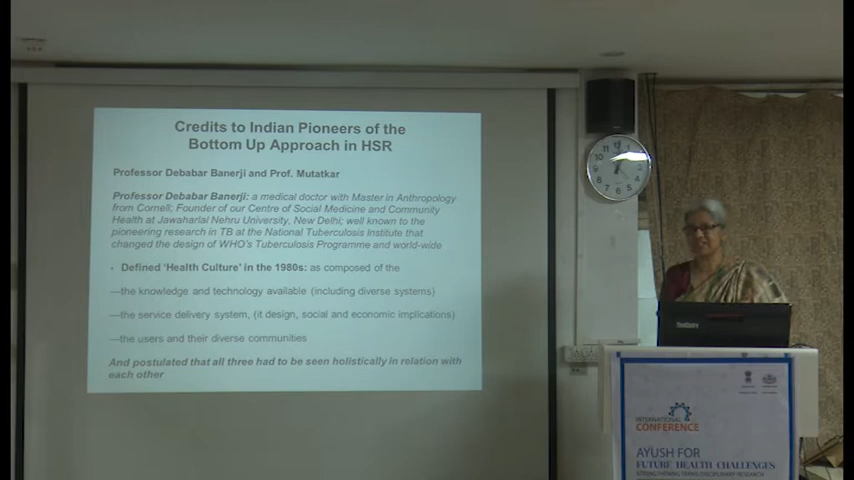 Credits to Indian Pioneers of the
Bottom Up Approach in HSR
Professor Debabar Banerji and Prof. Mutatkar
Professor Debabar Banerji: a medical doctor with Master in Anthropology
from Cornell; Founder of our Centre of Social Medicine and Community
Health at Jawaharlal Nehru University, New Delhi; well known to the
pioneering research in TB at the National Tuberculosis Institute that
changed the design of WHO's Tuberculosis Programme and world-wide
• Defined 'Health Culture' in the 1980s: as composed of the
—the knowledge and technology available (including diverse systems)
—the service delivery system, (it design, social and economic implications)
—the users and their diverse communities
And postulated that all three had to be seen holistically in relation with
each other
INTERNATIONAL
CONFERENCE
AYUSH FOR
FUTURE HEALTH CHALLENGES
STRENGTHENING TRANS-DISCIPLINARY RESEARCH